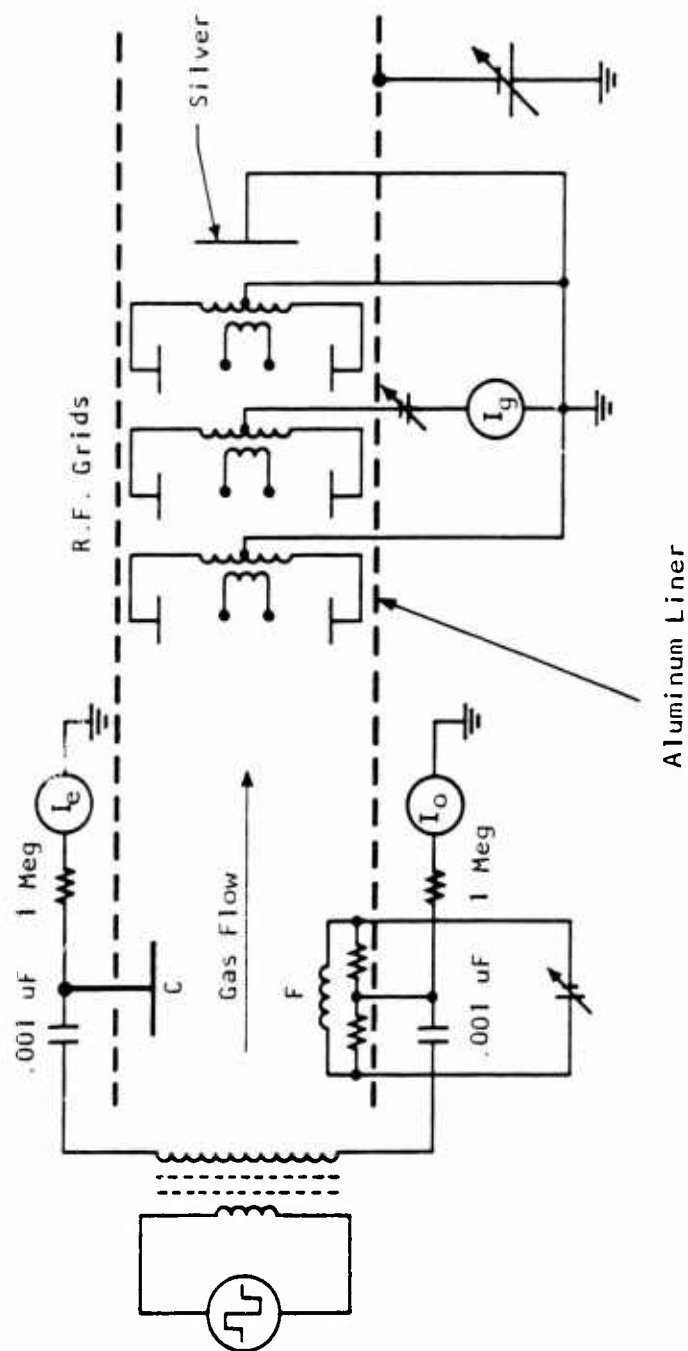 .001 uF
1 Meg
I_e
R.F. Grids
Silver
C
Gas Flow
F
.001 uF
1 Meg
I_o
I_g
Aluminum Liner